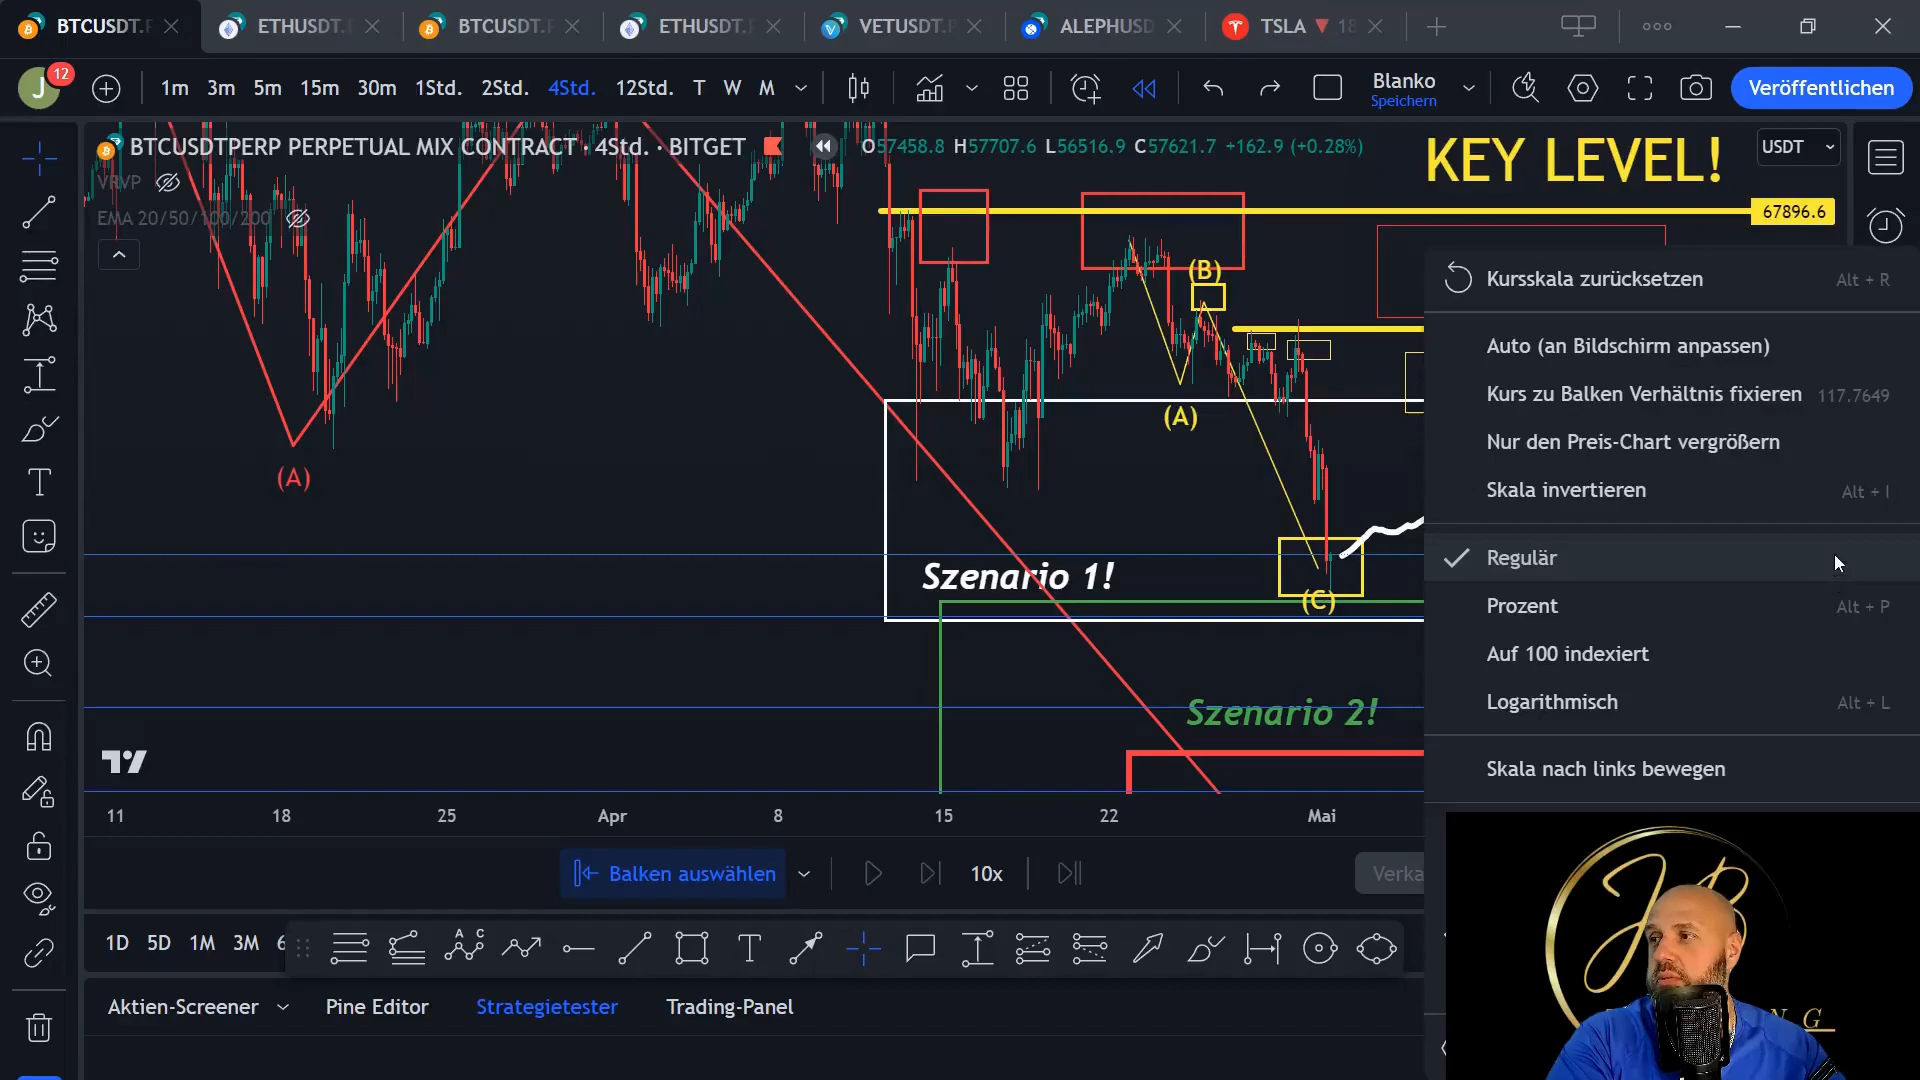 BTCUSDT.P
ETHUSDT.
BTCUSDT.P
ETHUSDT.
VETUSDT.P
ALEPHUSD
TSLA ▼ 18
J
12
1m 3m 5m 15m 30m 1Std. 2Std. 4Std. 12Std. T W M
Blanko
Speichern
Veröffentlichen
BTCUSDTPERP PERPETUAL MIX CONTRACT · 4Std. · BITGET
O57458.8 H57707.6 L56516.9 C57621.7 +162.9 (+0.28%)
KEY LEVEL!
USDT
VRVP
EMA 20/50/100/200
67896.6
(B)
(A)
(A)
(C)
Szenario 1!
Szenario 2!
Kursskala zurücksetzen Alt + R
Auto (an Bildschirm anpassen)
Kurs zu Balken Verhältnis fixieren 117.7649
Nur den Preis-Chart vergrößern
Skala invertieren Alt + I
Regulär
Prozent Alt + P
Auf 100 indexiert
Logarithmisch Alt + L
Skala nach links bewegen
11 18 25 Apr 8 15 22 Mai
Balken auswählen
10x
Verka
1D 5D 1M 3M 6
Aktien-Screener
Pine Editor
Strategietester
Trading-Panel
JB
N G